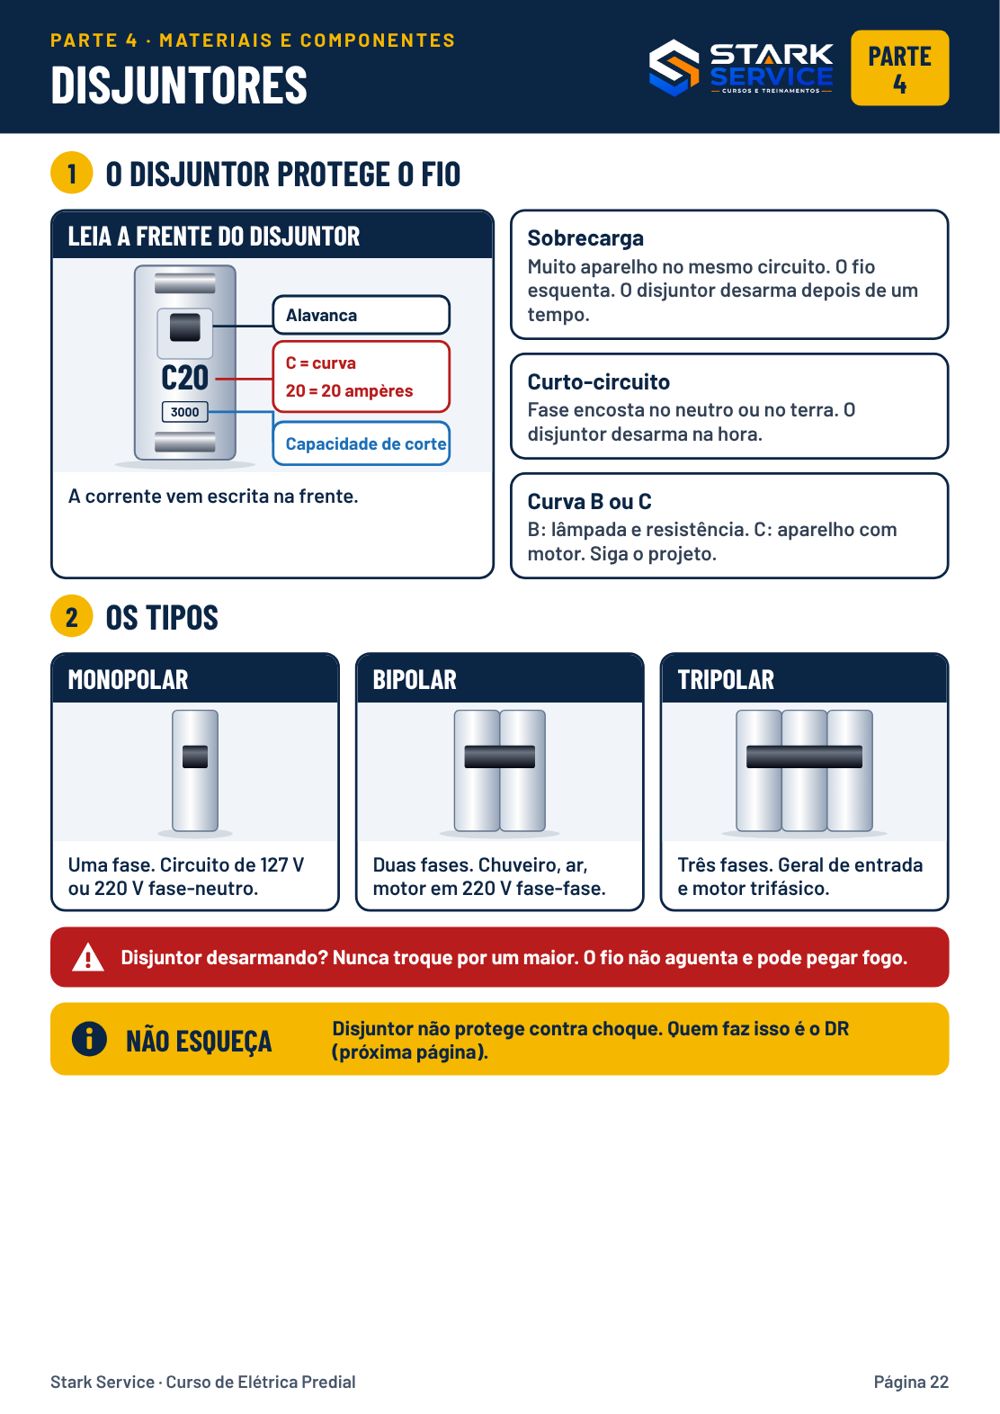 PARTE 4 · MATERIAIS E COMPONENTES
DISJUNTORES
STARK
SERVICE
CURSOS E TREINAMENTOS
PARTE
4
1
O DISJUNTOR PROTEGE O FIO
LEIA A FRENTE DO DISJUNTOR
C20
3000
Alavanca
C = curva
20 = 20 ampères
Capacidade de corte
A corrente vem escrita na frente.
Sobrecarga
Muito aparelho no mesmo circuito. O fio
esquenta. O disjuntor desarma depois de um
tempo.
Curto-circuito
Fase encosta no neutro ou no terra. O
disjuntor desarma na hora.
Curva B ou C
B: lâmpada e resistência. C: aparelho com
motor. Siga o projeto.
2
OS TIPOS
MONOPOLAR
Uma fase. Circuito de 127 V
ou 220 V fase-neutro.
BIPOLAR
Duas fases. Chuveiro, ar,
motor em 220 V fase-fase.
TRIPOLAR
Três fases. Geral de entrada
e motor trifásico.
Disjuntor desarmando? Nunca troque por um maior. O fio não aguenta e pode pegar fogo.
NÃO ESQUEÇA
Disjuntor não protege contra choque. Quem faz isso é o DR
(próxima página).
Stark Service · Curso de Elétrica Predial
Página 22